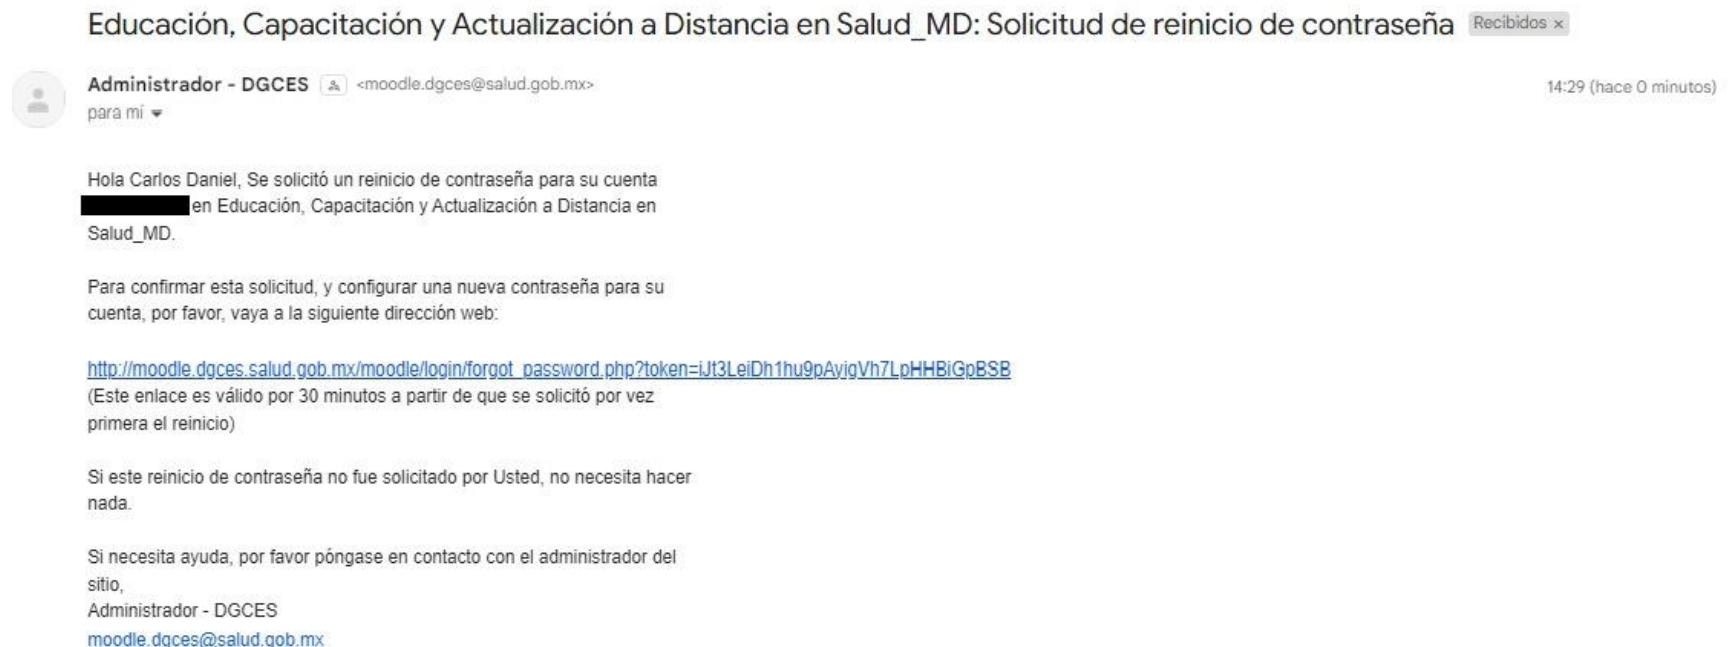 Educación, Capacitación y Actualización a Distancia en Salud_MD: Solicitud de reinicio de contraseña Recibidos ×
Administrador - DGCES <moodle.dgces@salud.gob.mx> 14:29 (hace 0 minutos)
para mí
Hola Carlos Daniel, Se solicitó un reinicio de contraseña para su cuenta
en Educación, Capacitación y Actualización a Distancia en
Salud_MD.
Para confirmar esta solicitud, y configurar una nueva contraseña para su
cuenta, por favor, vaya a la siguiente dirección web:
http://moodle.dgces.salud.gob.mx/moodle/login/forgot_password.php?token=iJt3LeiDh1hu9pAyigVh7LpHHBiGpBSB
(Este enlace es válido por 30 minutos a partir de que se solicitó por vez
primera el reinicio)
Si este reinicio de contraseña no fue solicitado por Usted, no necesita hacer
nada.
Si necesita ayuda, por favor póngase en contacto con el administrador del
sitio,
Administrador - DGCES
moodle.dgces@salud.gob.mx